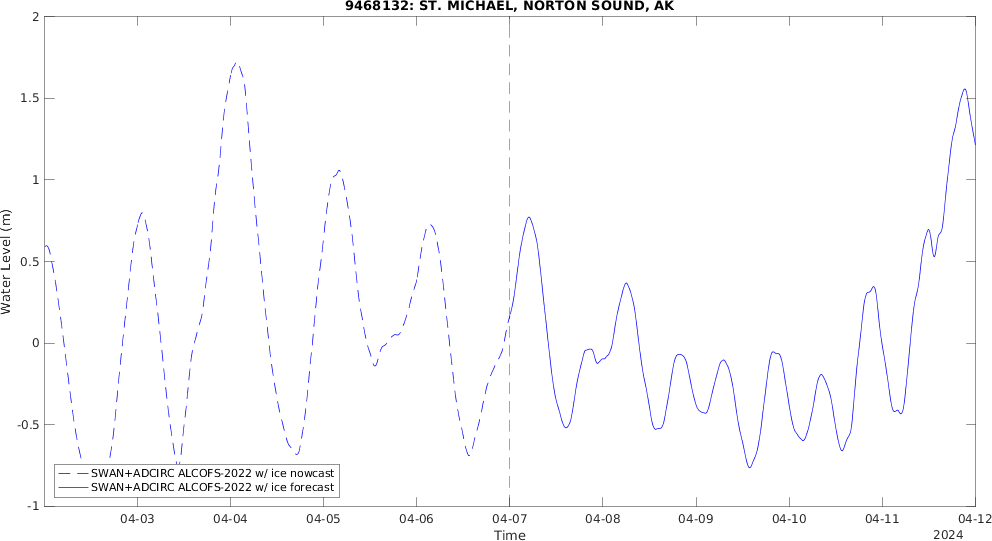 9468132: ST. MICHAEL, NORTON SOUND, AK
2
1.5
1
0.5
0
-0.5
-1
Water Level (m)
SWAN+ADCIRC ALCOFS-2022 w/ ice nowcast
SWAN+ADCIRC ALCOFS-2022 w/ ice forecast
04-03 04-04 04-05 04-06 04-07 04-08 04-09 04-10 04-11 04-12
Time
2024